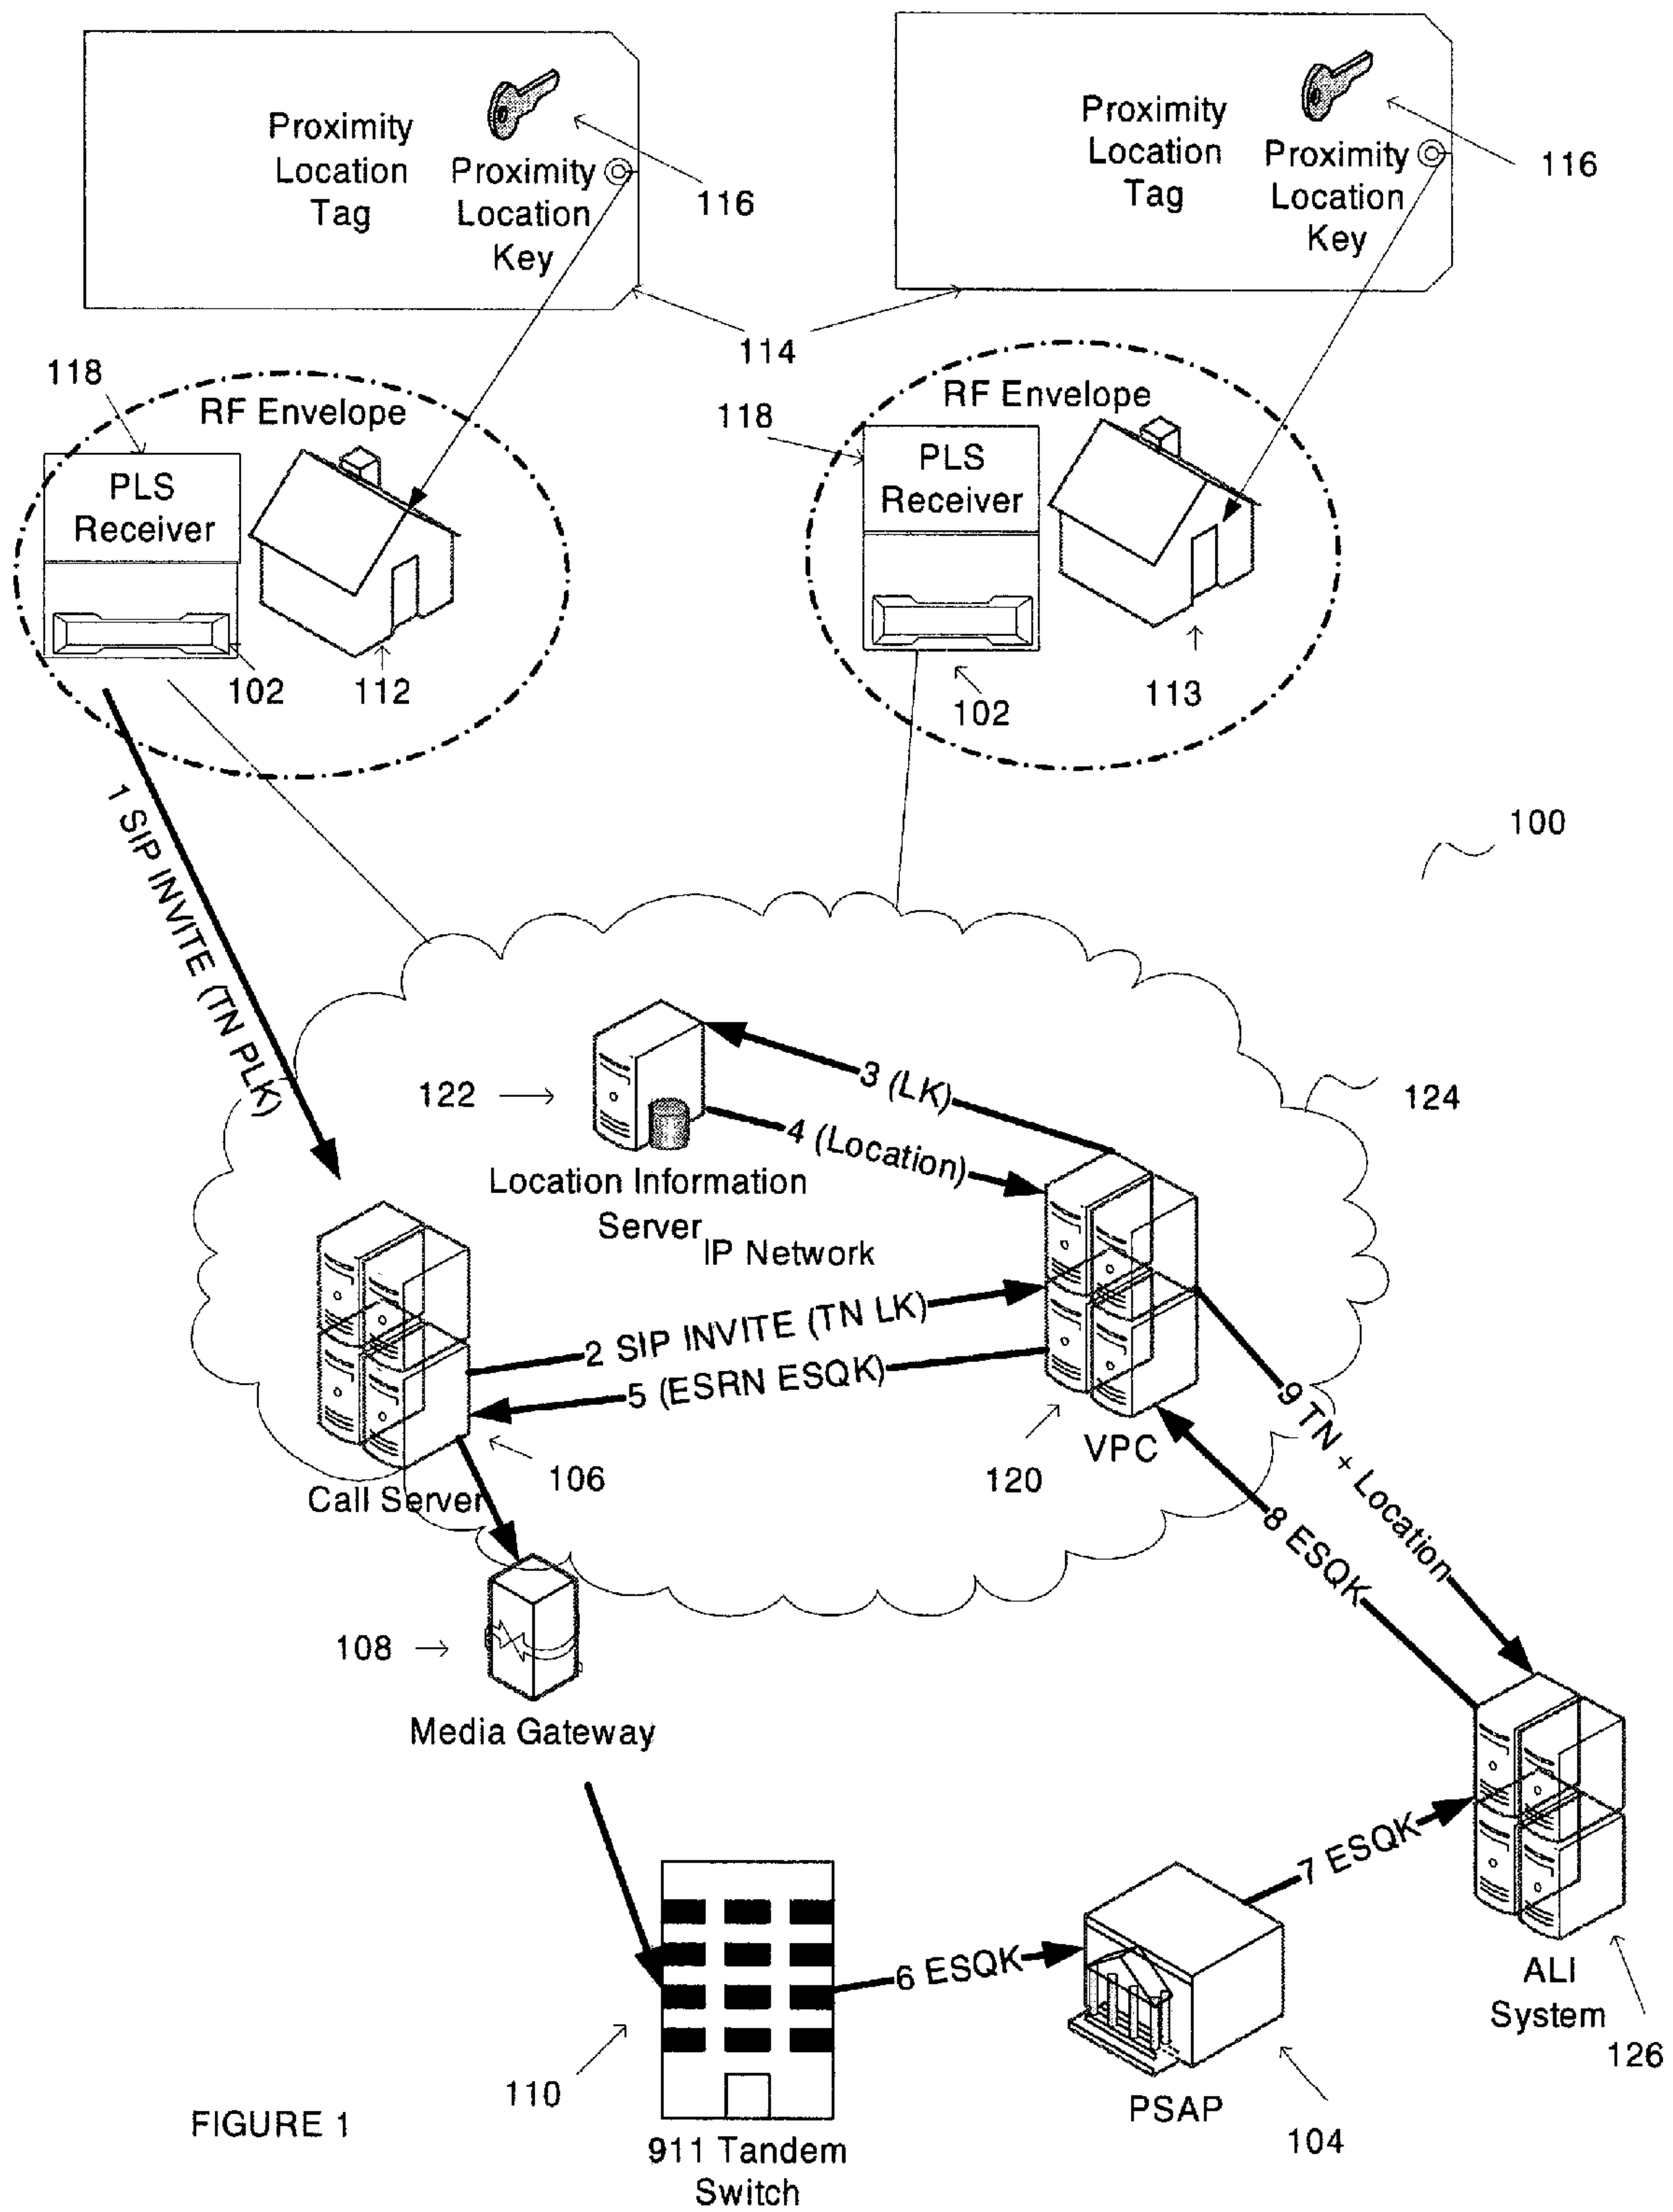 Proximity
Location
Tag
Proximity
Location
Key
116
Proximity
Location
Tag
Proximity
Location
Key
116
114
118
RF Envelope
PLS
Receiver
102
112
118
RF Envelope
PLS
Receiver
102
113
100
1 SIP INVITE (TN PLK)
124
122
Location Information
Server
IP Network
3 (LK)
4 (Location)
2 SIP INVITE (TN LK)
5 (ESRN ESQK)
106
Call Server
120
VPC
9 TN + Location
8 ESQK
108
Media Gateway
7 ESQK
6 ESQK
110
911 Tandem
Switch
PSAP
104
ALI
System
126
FIGURE 1